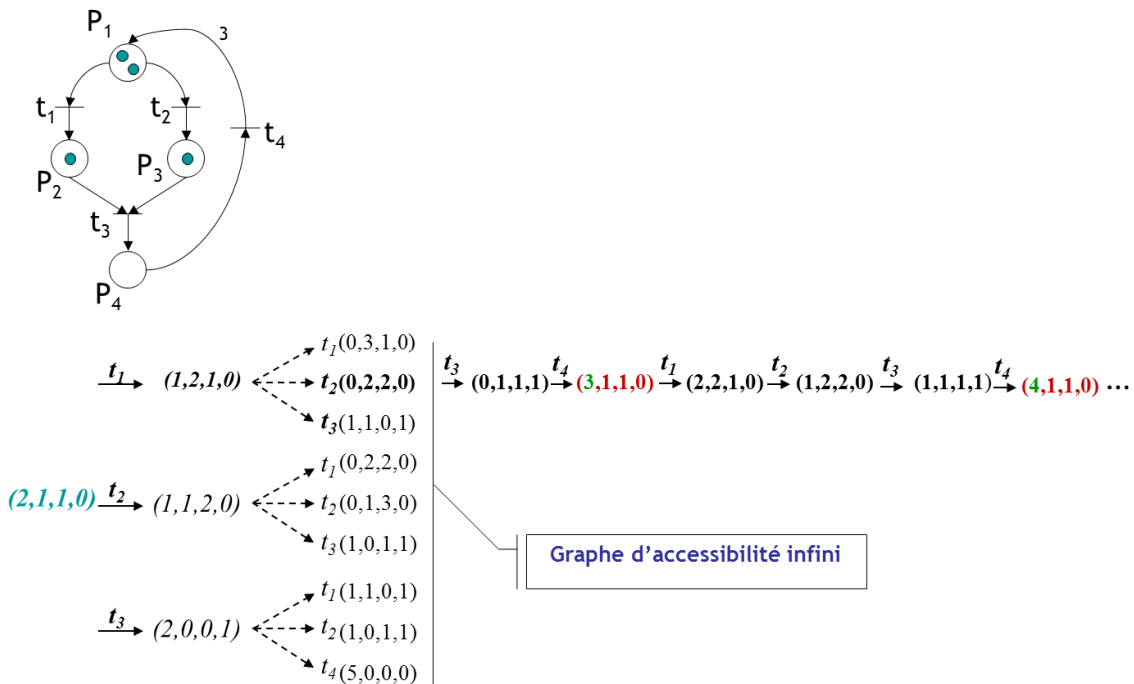 P1
3
t1
t2
t4
P2
P3
t3
P4
t1 (1,2,1,0)
t1(0,3,1,0)
t2(0,2,2,0)
t3(1,1,0,1)
t3 (0,1,1,1) t4 (3,1,1,0) t1 (2,2,1,0) t2 (1,2,2,0) t3 (1,1,1,1) t4 (4,1,1,0) ...
(2,1,1,0) t2 (1,1,2,0)
t1(0,2,2,0)
t2(0,1,3,0)
t3(1,0,1,1)
Graphe d’accessibilité infini
t3 (2,0,0,1)
t1(1,1,0,1)
t2(1,0,1,1)
t4(5,0,0,0)